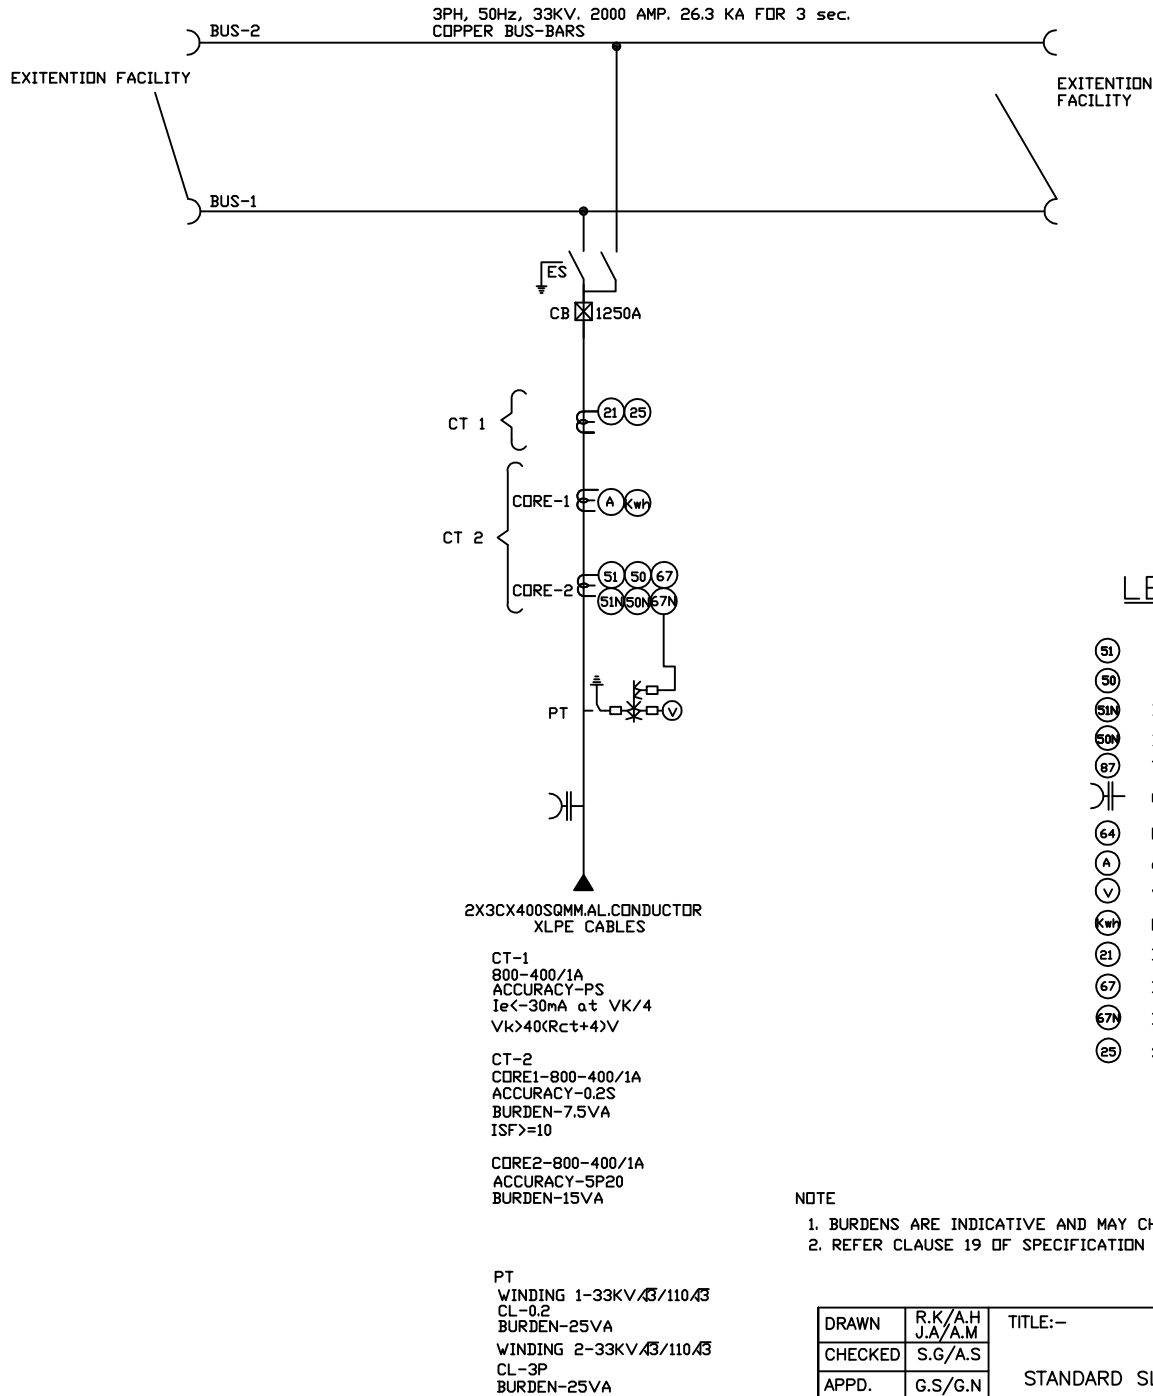 3PH, 50Hz, 33KV. 2000 AMP. 26.3 KA FOR 3 sec.
COPPER BUS-BARS
BUS-2
EXITENTION FACILITY
EXITENTION
FACILITY
BUS-1
ES
CB 1250A
CT 1
21 25
CORE-1 A Kwh
CT 2
CORE-2 51 50 67
51N 50N 67N
PT V
2X3CX400SQMM.AL.CONDUCTOR
XLPE CABLES
CT-1
800-400/1A
ACCURACY-PS
Ie<-30mA at VK/4
Vk>40(Rct+4)V
CT-2
CORE1-800-400/1A
ACCURACY-0.2S
BURDEN-7.5VA
ISF>=10
CORE2-800-400/1A
ACCURACY-5P20
BURDEN-15VA
PT
WINDING 1-33KV/√3/110/√3
CL-0.2
BURDEN-25VA
WINDING 2-33KV/√3/110/√3
CL-3P
BURDEN-25VA
51
50
51N
50N
87
64
A
V
Kwh
21
67
67N
25
NOTE
1. BURDENS ARE INDICATIVE AND MAY
2. REFER CLAUSE 19 OF SPECIFICATION
DRAWN R.K/A.H
J.A/A.M
TITLE:-
CHECKED S.G/A.S
APPD. G.S/G.N
STANDARD